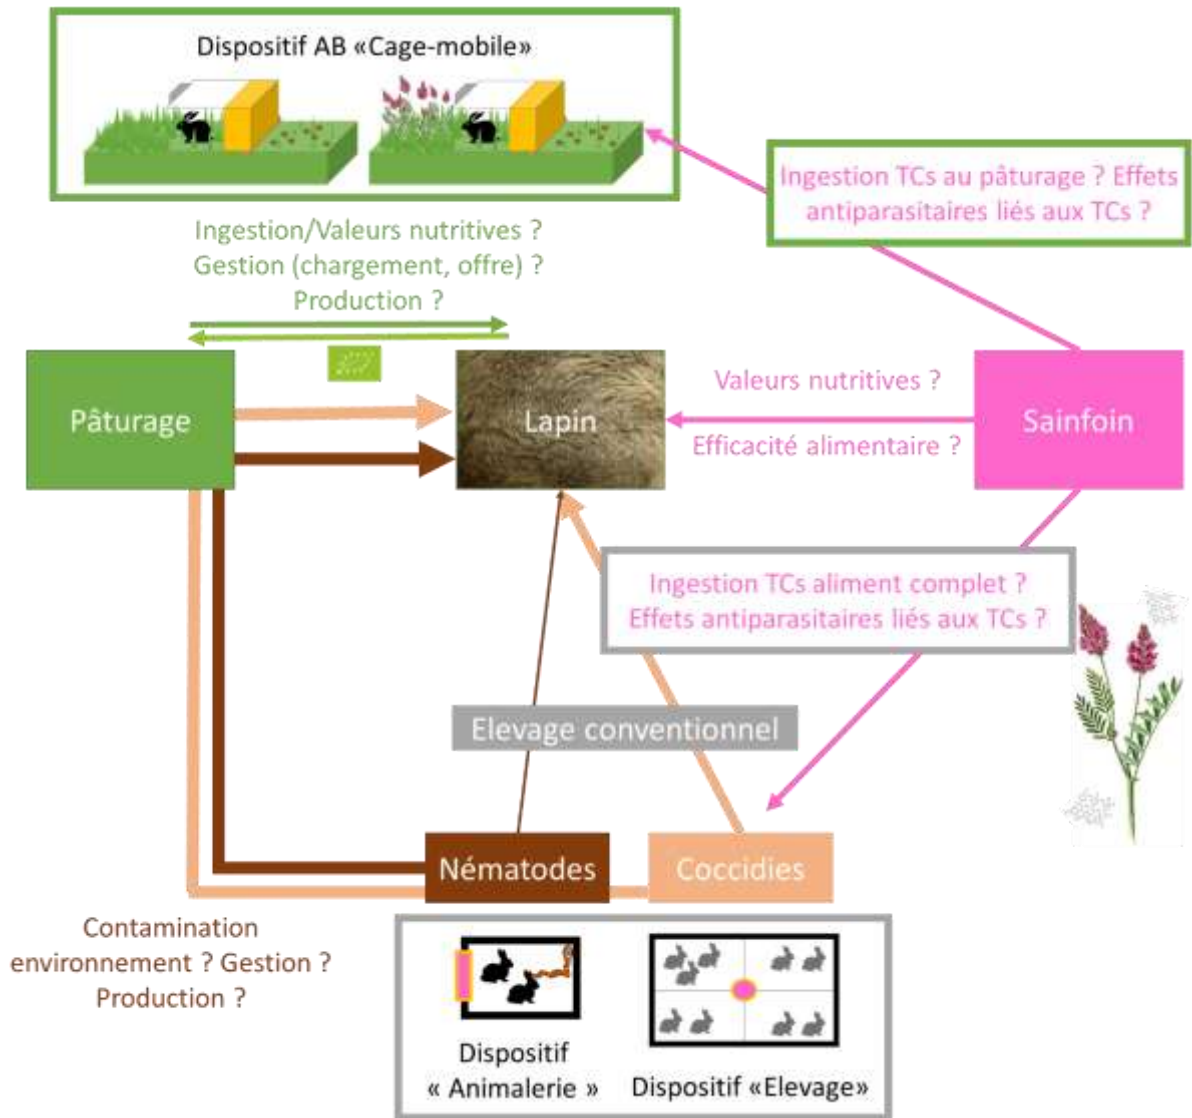 Dispositif AB «Cage-mobile»
Ingestion TCs au pâturage ? Effets
antiparasitaires liés aux TCs ?
Ingestion/Valeurs nutritives ?
Gestion (chargement, offre) ?
Production ?
Pâturage
Lapin
Valeurs nutritives ?
Efficacité alimentaire ?
Sainfoin
Ingestion TCs aliment complet ?
Effets antiparasitaires liés aux TCs ?
Elevage conventionnel
Nématodes
Coccidies
Contamination
environnement ? Gestion ?
Production ?
Dispositif
« Animalerie »
Dispositif «Elevage»